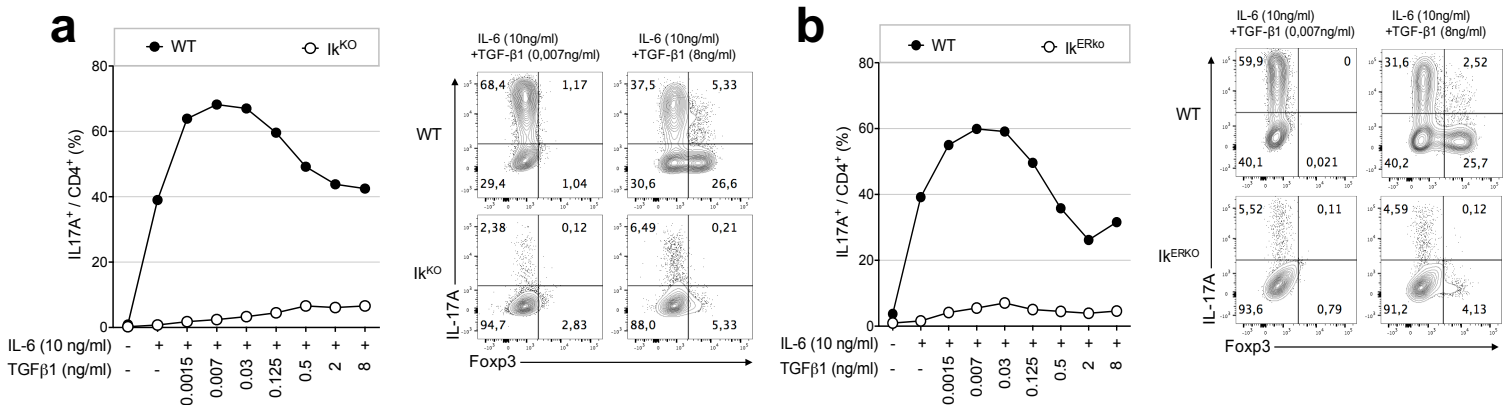 a
WT
Ik^KO
IL17A⁺ / CD4⁺ (%)
80
60
40
20
0
IL-6 (10 ng/ml) - + + + + + + + +
TGFβ1 (ng/ml) - - 0.0015 0.007 0.03 0.125 0.5 2 8
IL-6 (10ng/ml)
+TGF-β1 (0,007ng/ml)
IL-6 (10ng/ml)
+TGF-β1 (8ng/ml)
WT
68,4 1,17
29,4 1,04
37,5 5,33
30,6 26,6
Ik^KO
2,38 0,12
94,7 2,83
6,49 0,21
88,0 5,33
IL-17A
Foxp3
b
WT
Ik^ERko
IL17A⁺ / CD4⁺ (%)
80
60
40
20
0
IL-6 (10 ng/ml) - + + + + + + + +
TGFβ1 (ng/ml) - - 0.0015 0.007 0.03 0.125 0.5 2 8
IL-6 (10ng/ml)
+TGF-β1 (0,007ng/ml)
IL-6 (10ng/ml)
+TGF-β1 (8ng/ml)
WT
59,9 0
40,1 0,021
31,6 2,52
40,2 25,7
Ik^ERKO
5,52 0,11
93,6 0,79
4,59 0,12
91,2 4,13
IL-17A
Foxp3